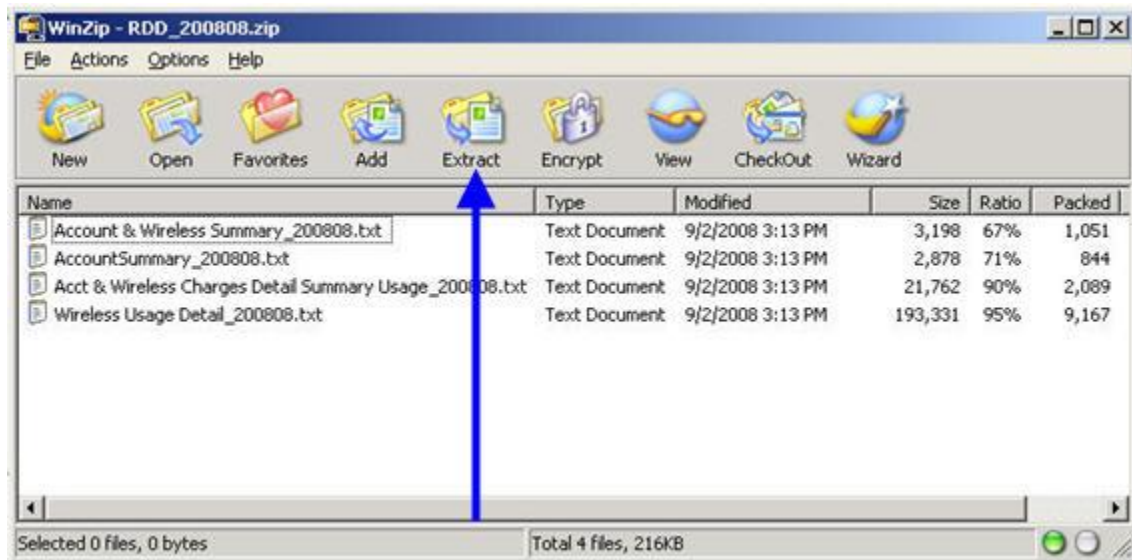 WinZip - RDD_200808.zip
File Actions Options Help
New Open Favorites Add Extract Encrypt View CheckOut Wizard
Name Type Modified Size Ratio Packed
Account & Wireless Summary_200808.txt Text Document 9/2/2008 3:13 PM 3,198 67% 1,051
AccountSummary_200808.txt Text Document 9/2/2008 3:13 PM 2,878 71% 844
Acct & Wireless Charges Detail Summary Usage_200808.txt Text Document 9/2/2008 3:13 PM 21,762 90% 2,089
Wireless Usage Detail_200808.txt Text Document 9/2/2008 3:13 PM 193,331 95% 9,167
Selected 0 files, 0 bytes Total 4 files, 216KB